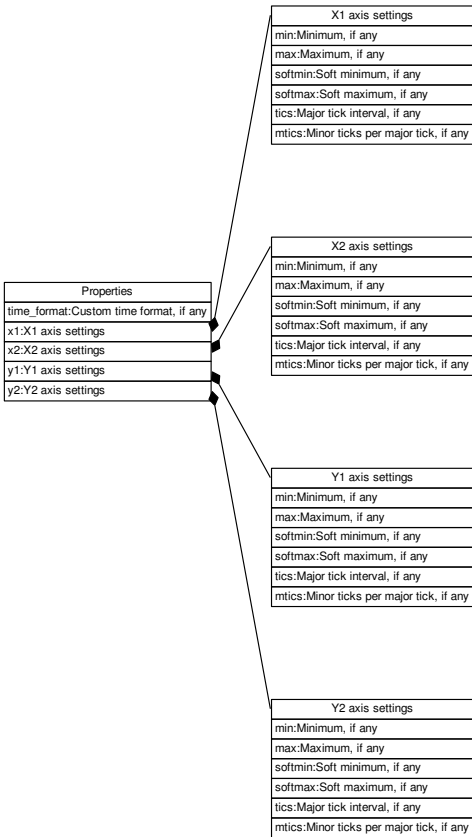 X1 axis settings
min:Minimum, if any
max:Maximum, if any
softmin:Soft minimum, if any
softmax:Soft maximum, if any
tics:Major tick interval, if any
mtics:Minor ticks per major tick, if any
X2 axis settings
min:Minimum, if any
max:Maximum, if any
softmin:Soft minimum, if any
softmax:Soft maximum, if any
tics:Major tick interval, if any
mtics:Minor ticks per major tick, if any
Properties
time_format:Custom time format, if any
x1:X1 axis settings
x2:X2 axis settings
y1:Y1 axis settings
y2:Y2 axis settings
Y1 axis settings
min:Minimum, if any
max:Maximum, if any
softmin:Soft minimum, if any
softmax:Soft maximum, if any
tics:Major tick interval, if any
mtics:Minor ticks per major tick, if any
Y2 axis settings
min:Minimum, if any
max:Maximum, if any
softmin:Soft minimum, if any
softmax:Soft maximum, if any
tics:Major tick interval, if any
mtics:Minor ticks per major tick, if any